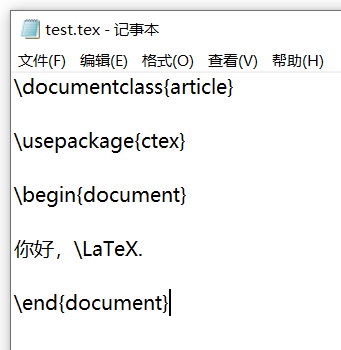 test.tex - 记事本
文件(F) 编辑(E) 格式(O) 查看(V) 帮助(H)
\documentclass{article}
\usepackage{ctex}
\begin{document}
你好，\LaTeX.
\end{document}